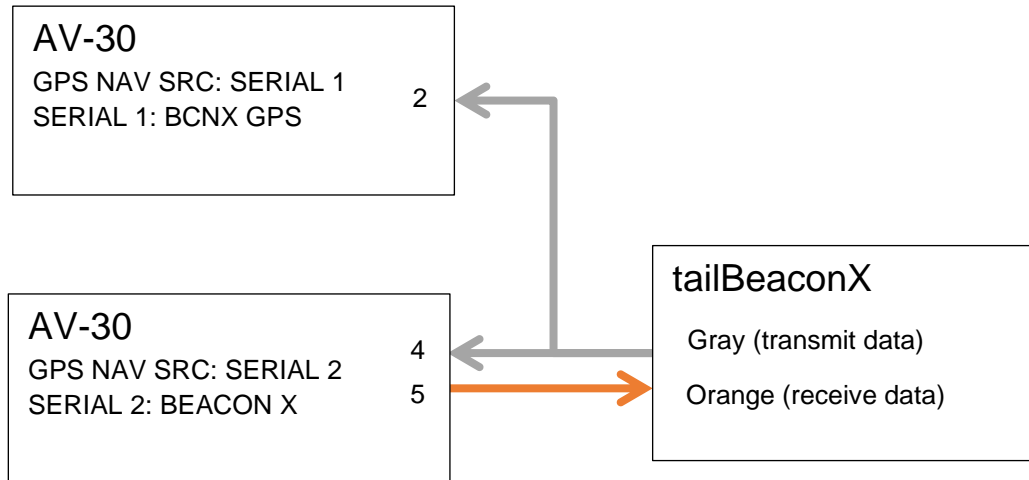 AV-30
GPS NAV SRC: SERIAL 1
SERIAL 1: BCNX GPS
2
AV-30
GPS NAV SRC: SERIAL 2
SERIAL 2: BEACON X
4
5
tailBeaconX
Gray (transmit data)
Orange (receive data)